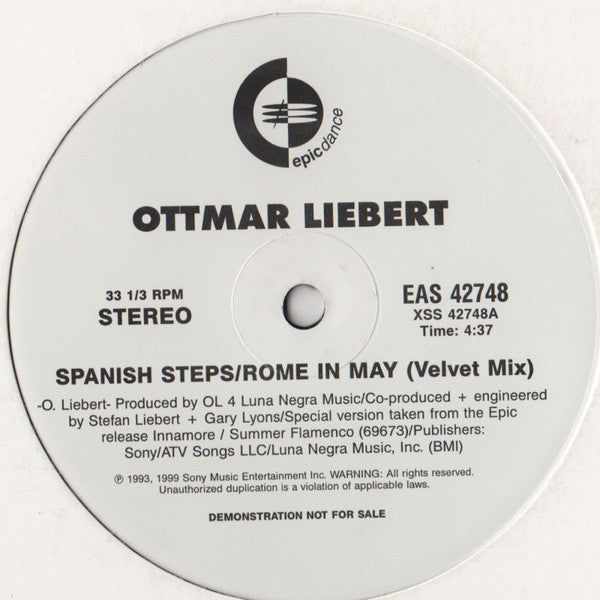 epicdance
OTTMAR LIEBERT
33 1/3 RPM
STEREO
EAS 42748
XSS 42748A
Time: 4:37
SPANISH STEPS/ROME IN MAY (Velvet Mix)
-O. Liebert- Produced by OL 4 Luna Negra Music/Co-produced + engineered
by Stefan Liebert + Gary Lyons/Special version taken from the Epic
release Innamore / Summer Flamenco (69673)/Publishers:
Sony/ATV Songs LLC/Luna Negra Music, Inc. (BMI)
℗ 1993, 1999 Sony Music Entertainment Inc. WARNING: All rights reserved.
Unauthorized duplication is a violation of applicable laws.
DEMONSTRATION NOT FOR SALE